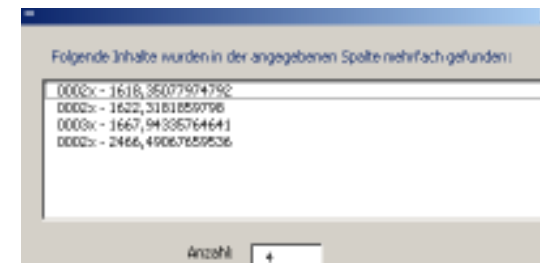 Folgende Inhalte wurden in der angegebenen Spalte mehrfach gefunden:
0002x - 1618,35077974792
0002x - 1622,3181859798
0003x - 1667,94335764641
0002x - 2466,49067659536
Anzahl: 4